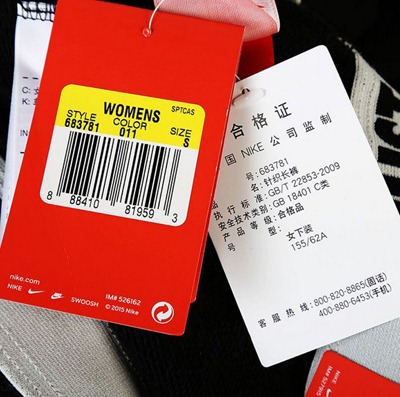 WOMENS
SPTCAS
STYLE COLOR SIZE
683781 011 S
8 88410 81959 3
nike.com
NIKE SWOOSH IM# 526162
©2015 Nike
合格证
国 NIKE 公司监制
号:683781
名:针织长裤
执行标准:GB/T 22853-2009
安全技术类别:GB 18401 C类
产品等级:合格品
型:女下装
155/62A
客服热线:800-820-8865(固话)
400-880-6453(手机)
NIKE